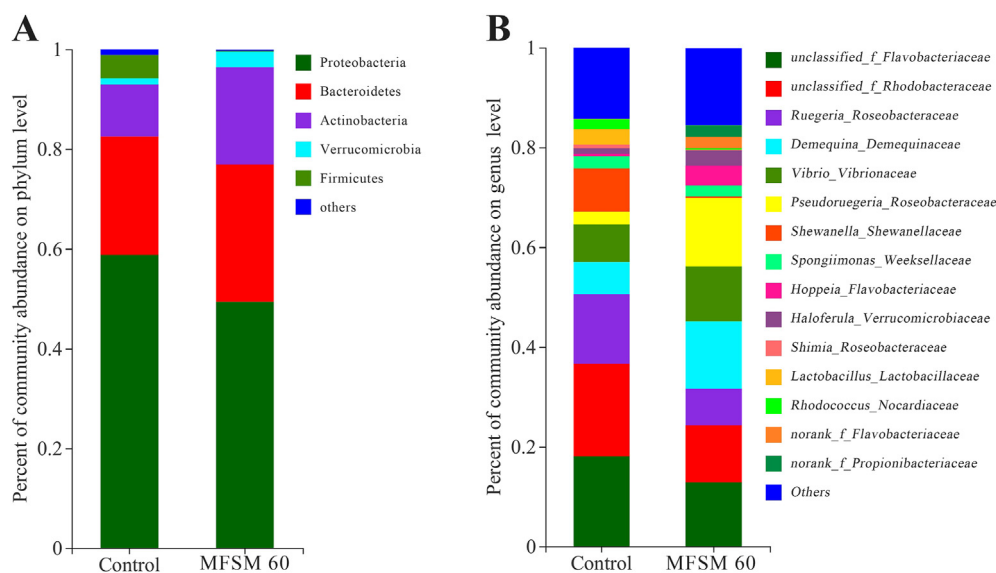 A
Percent of community abundance on phylum level
1
0.8
0.6
0.4
0.2
0
Control
MFSM 60
Proteobacteria
Bacteroidetes
Actinobacteria
Verrucomicrobia
Firmicutes
others
B
Percent of community abundance on genus level
1
0.8
0.6
0.4
0.2
0
Control
MFSM 60
unclassified_f_Flavobacteriaceae
unclassified_f_Rhodobacteraceae
Ruegeria_Roseobacteraceae
Demequina_Demequinaceae
Vibrio_Vibrionaceae
Pseudoruegeria_Roseobacteraceae
Shewanella_Shewanellaceae
Spongiimonas_Weeksellaceae
Hoppeia_Flavobacteriaceae
Haloferula_Verrucomicrobiaceae
Shimia_Roseobacteraceae
Lactobacillus_Lactobacillaceae
Rhodococcus_Nocardiaceae
norank_f_Flavobacteriaceae
norank_f_Propionibacteriaceae
Others